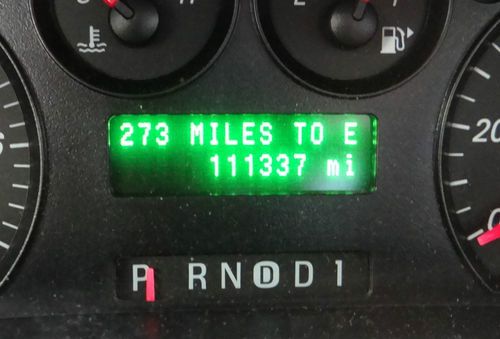 273 MILES TO E
111337 mi
P R N D D 1